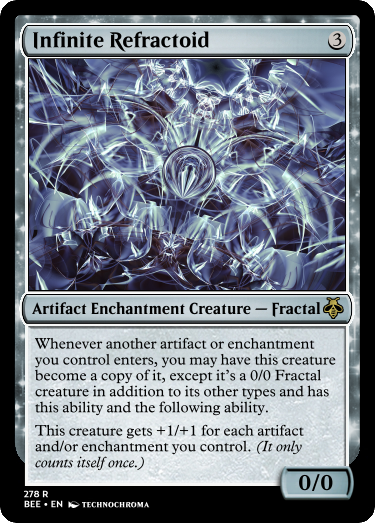 Infinite Refractoid 3
Artifact Enchantment Creature — Fractal
Whenever another artifact or enchantment
you control enters, you may have this creature
become a copy of it, except it's a 0/0 Fractal
creature in addition to its other types and has
this ability and the following ability.
This creature gets +1/+1 for each artifact
and/or enchantment you control. (It only
counts itself once.)
0/0
278 R
BEE • EN TECHNOCHROMA